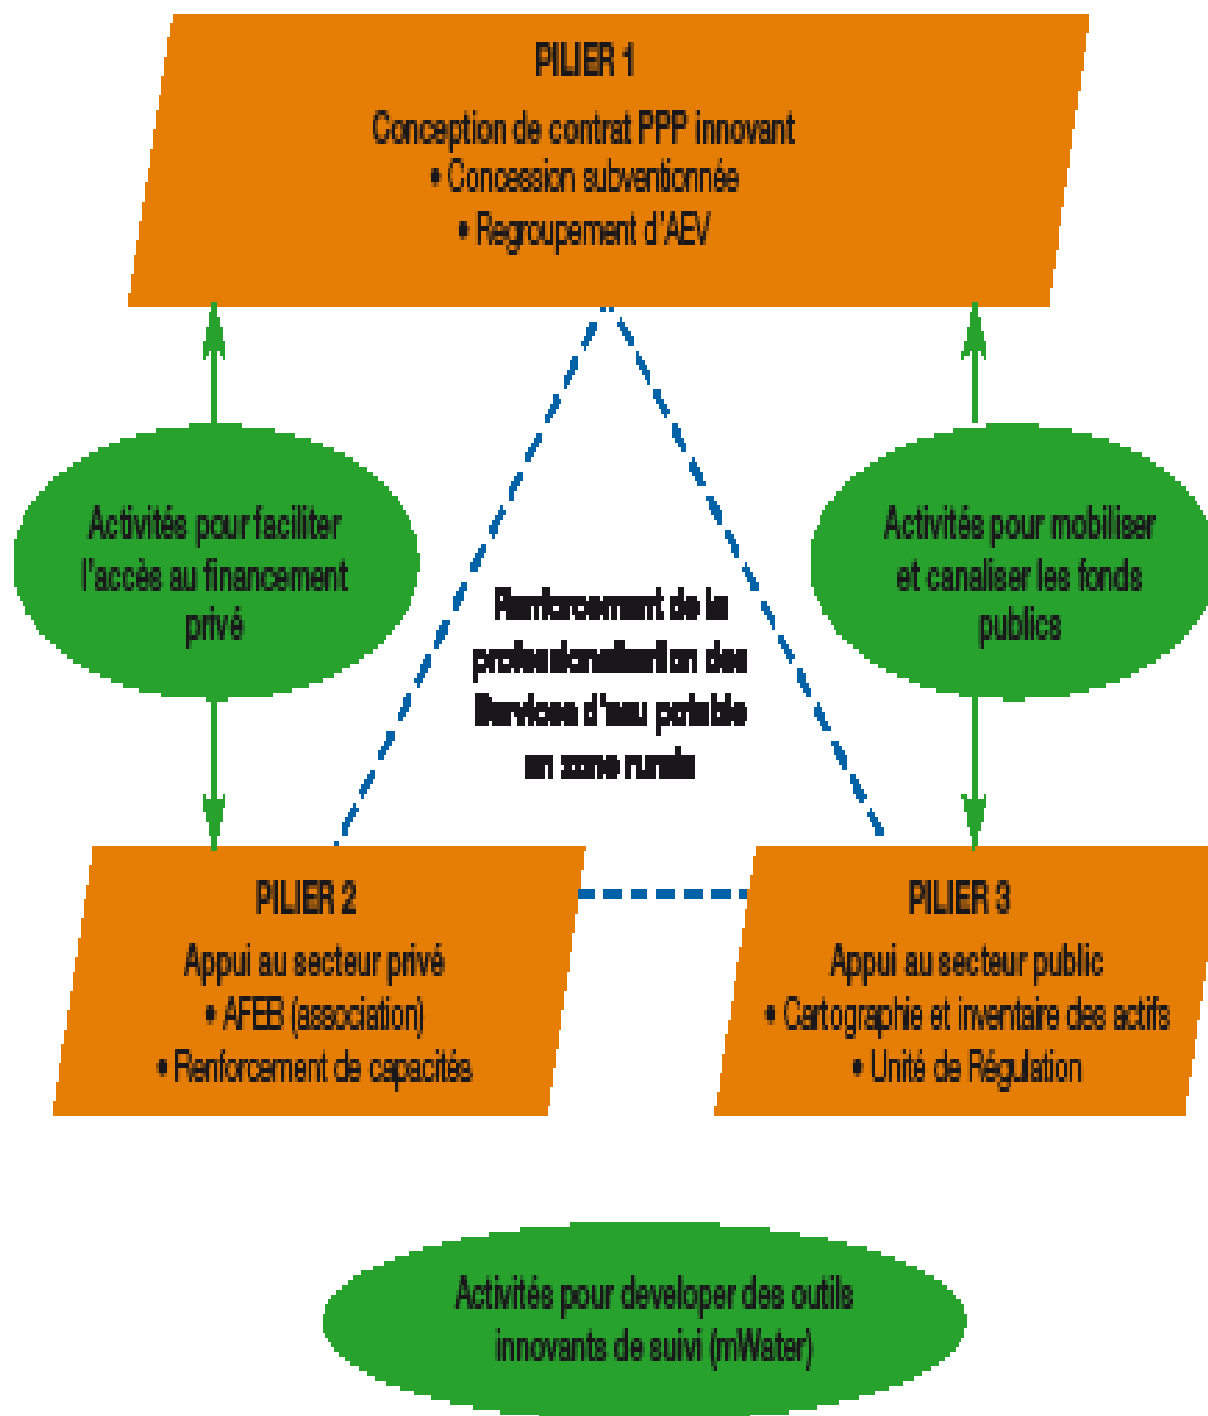 PILIER 1
Conception de contrat PPP innovant
• Concession subventionnée
• Regroupement d'AEV
Activités pour faciliter
l'accès au financement
privé
Activités pour mobiliser
et canaliser les fonds
publics
Renforcement de la
professionalisation des
Services d'eau potable
en zone rurale
PILIER 2
Appui au secteur privé
• AFEB (association)
• Renforcement de capacités
PILIER 3
Appui au secteur public
• Cartographie et inventaire des actifs
• Unité de Régulation
Activités pour developer des outils
innovants de suivi (mWater)